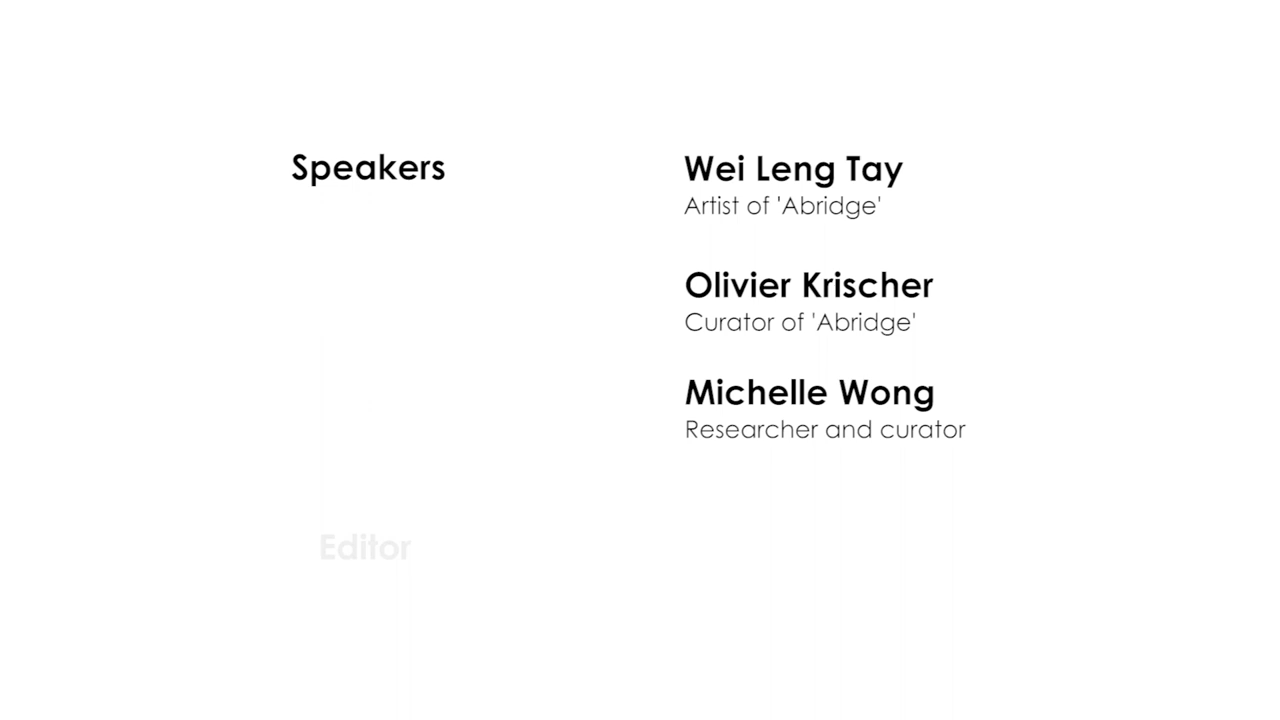 Speakers
Wei Leng Tay
Artist of 'Abridge'
Olivier Krischer
Curator of 'Abridge'
Michelle Wong
Researcher and curator
Editor